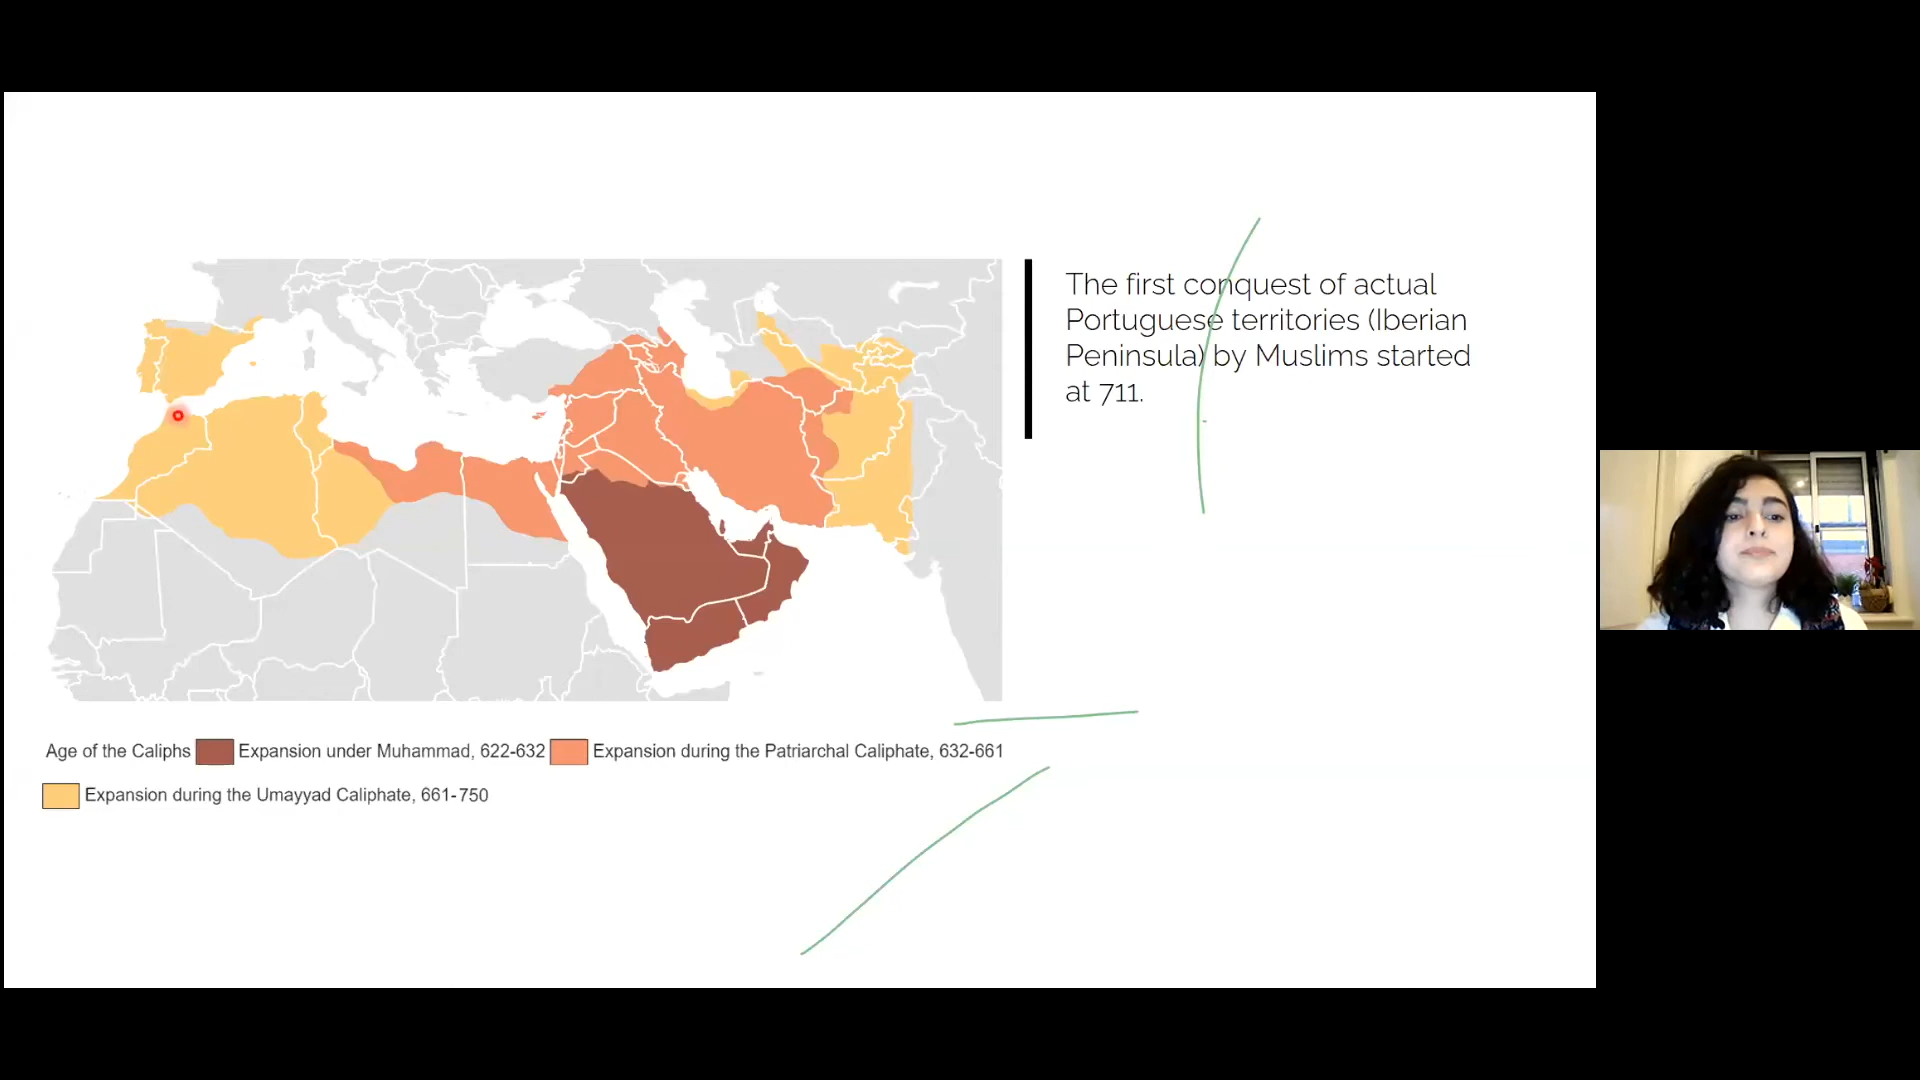 The first conquest of actual
Portuguese territories (Iberian
Peninsula) by Muslims started
at 711.
Age of the Caliphs Expansion under Muhammad, 622-632 Expansion during the Patriarchal Caliphate, 632-661
Expansion during the Umayyad Caliphate, 661-750